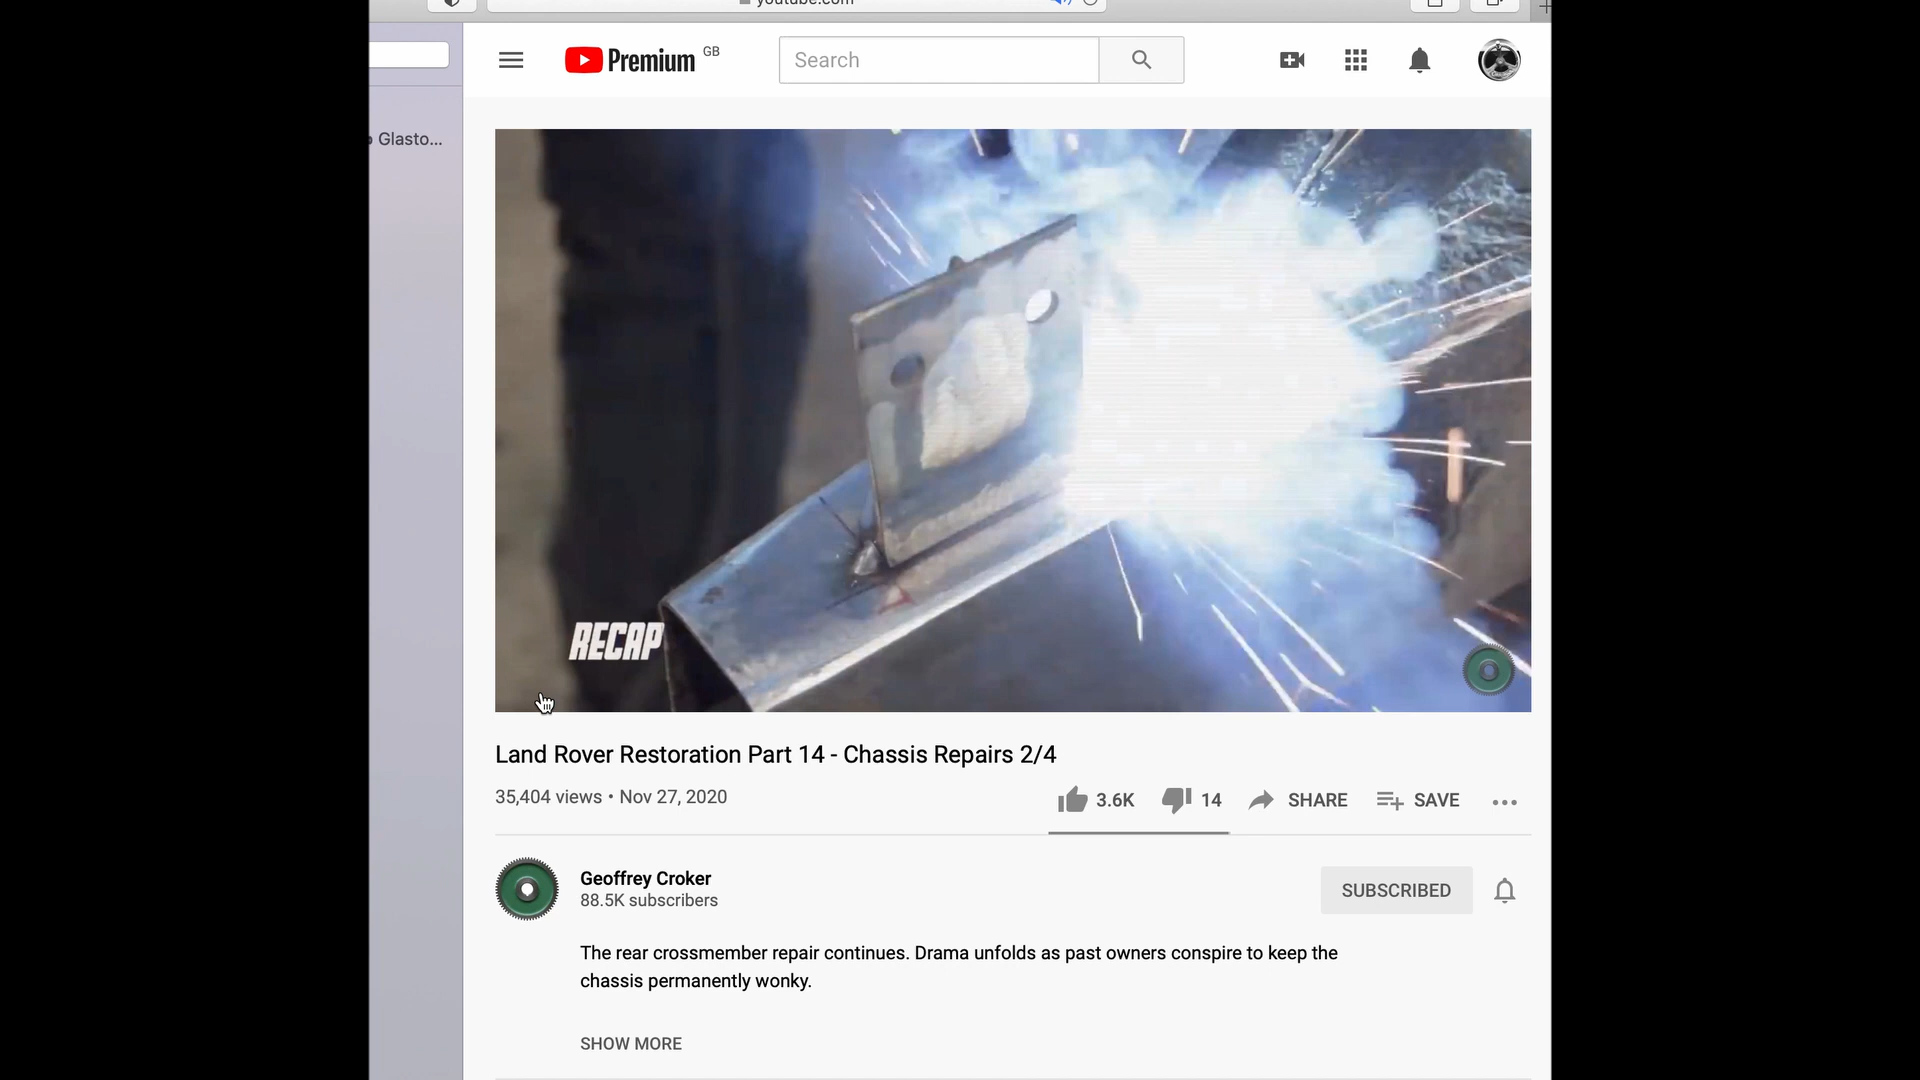 youtube.com
Glasto...
Premium GB
Search
RECAP
Land Rover Restoration Part 14 - Chassis Repairs 2/4
35,404 views • Nov 27, 2020
3.6K 14 SHARE SAVE
Geoffrey Croker
88.5K subscribers
SUBSCRIBED
The rear crossmember repair continues. Drama unfolds as past owners conspire to keep the
chassis permanently wonky.
SHOW MORE